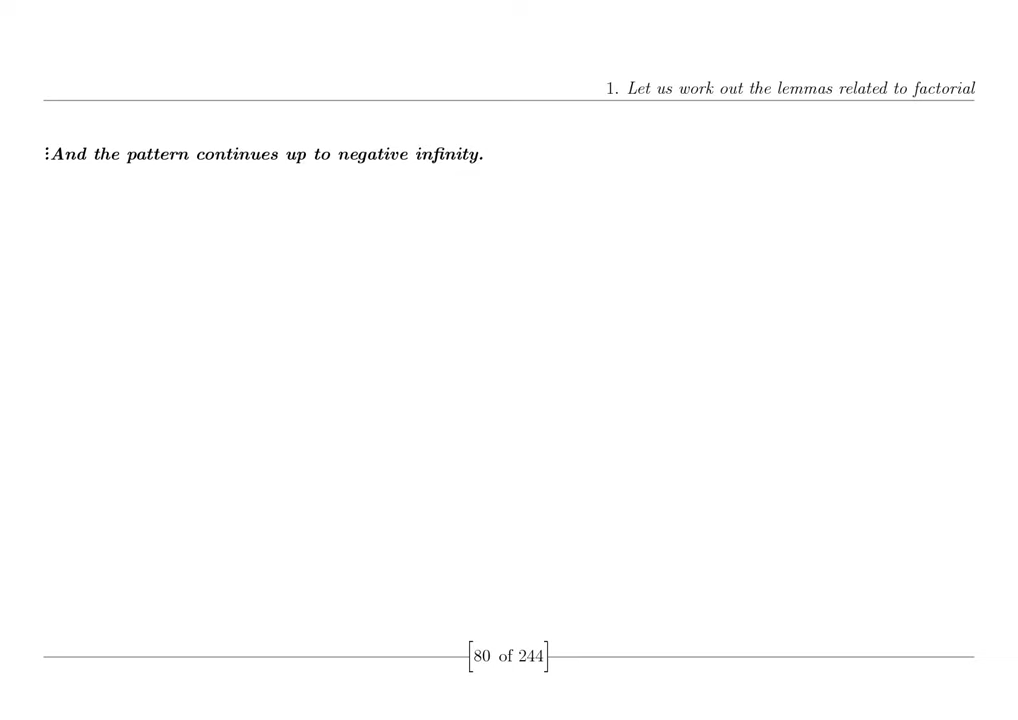 1. Let us work out the lemmas related to factorial
⋮And the pattern continues up to negative infinity.
[80 of 244]